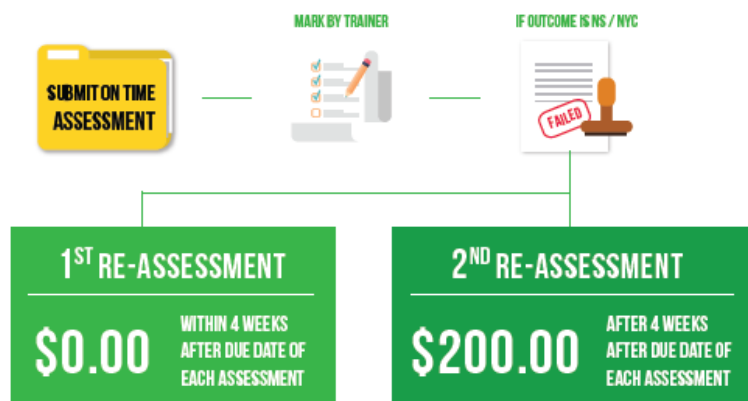 MARK BY TRAINER
IF OUTCOME IS NS / NYC
SUBMIT ON TIME
ASSESSMENT
FAILED
1ST RE-ASSESSMENT
$0.00
WITHIN 4 WEEKS
AFTER DUE DATE OF
EACH ASSESSMENT
2ND RE-ASSESSMENT
$200.00
AFTER 4 WEEKS
AFTER DUE DATE OF
EACH ASSESSMENT